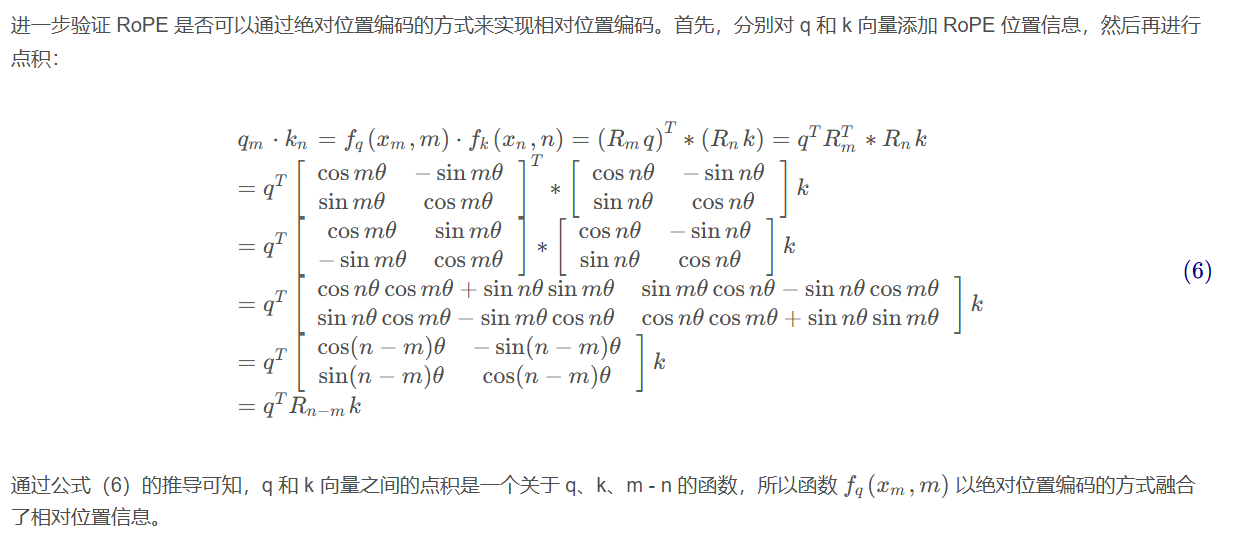 进一步验证 RoPE 是否可以通过绝对位置编码的方式来实现相对位置编码。首先，分别对 q 和 k 向量添加 RoPE 位置信息，然后再进行
点积：
$q_m \cdot k_n = f_q(x_m, m) \cdot f_k(x_n, n) = (R_m q)^T * (R_n k) = q^T R_m^T * R_n k$
$= q^T \begin{bmatrix} \cos m\theta & -\sin m\theta \\ \sin m\theta & \cos m\theta \end{bmatrix}^T * \begin{bmatrix} \cos n\theta & -\sin n\theta \\ \sin n\theta & \cos n\theta \end{bmatrix} k$
$= q^T \begin{bmatrix} \cos m\theta & \sin m\theta \\ -\sin m\theta & \cos m\theta \end{bmatrix} * \begin{bmatrix} \cos n\theta & -\sin n\theta \\ \sin n\theta & \cos n\theta \end{bmatrix} k$
$= q^T \begin{bmatrix} \cos n\theta \cos m\theta + \sin n\theta \sin m\theta & \sin m\theta \cos n\theta - \sin n\theta \cos m\theta \\ \sin n\theta \cos m\theta - \sin m\theta \cos n\theta & \cos n\theta \cos m\theta + \sin n\theta \sin m\theta \end{bmatrix} k$
$= q^T \begin{bmatrix} \cos(n-m)\theta & -\sin(n-m)\theta \\ \sin(n-m)\theta & \cos(n-m)\theta \end{bmatrix} k$
$= q^T R_{n-m} k$
(6)
通过公式（6）的推导可知，q 和 k 向量之间的点积是一个关于 q、k、m - n 的函数，所以函数 $f_q(x_m, m)$ 以绝对位置编码的方式融合
了相对位置信息。